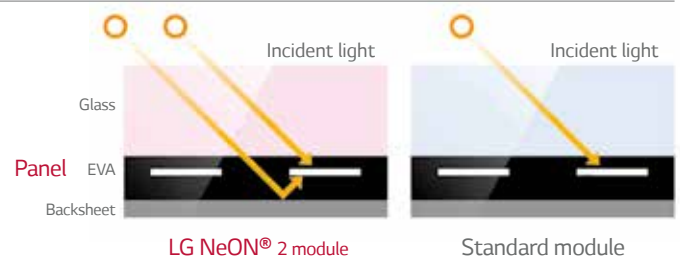 Incident light
Incident light
Glass
Panel EVA
Backsheet
LG NeON® 2 module
Standard module